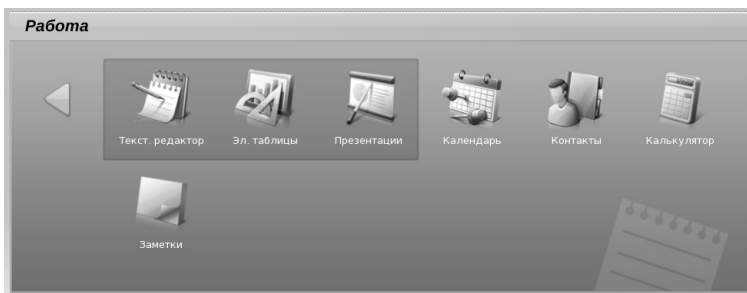 Работа
Текст. редактор
Эл. таблицы
Презентации
Календарь
Контакты
Калькулятор
Заметки